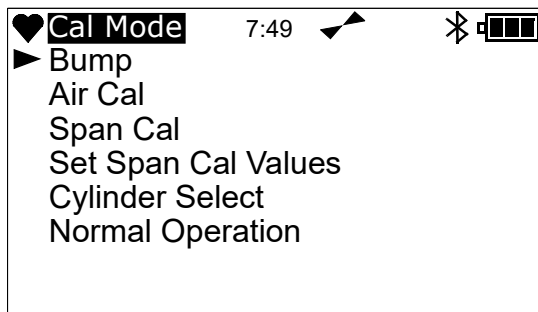 Cal Mode 7:49
Bump
Air Cal
Span Cal
Set Span Cal Values
Cylinder Select
Normal Operation